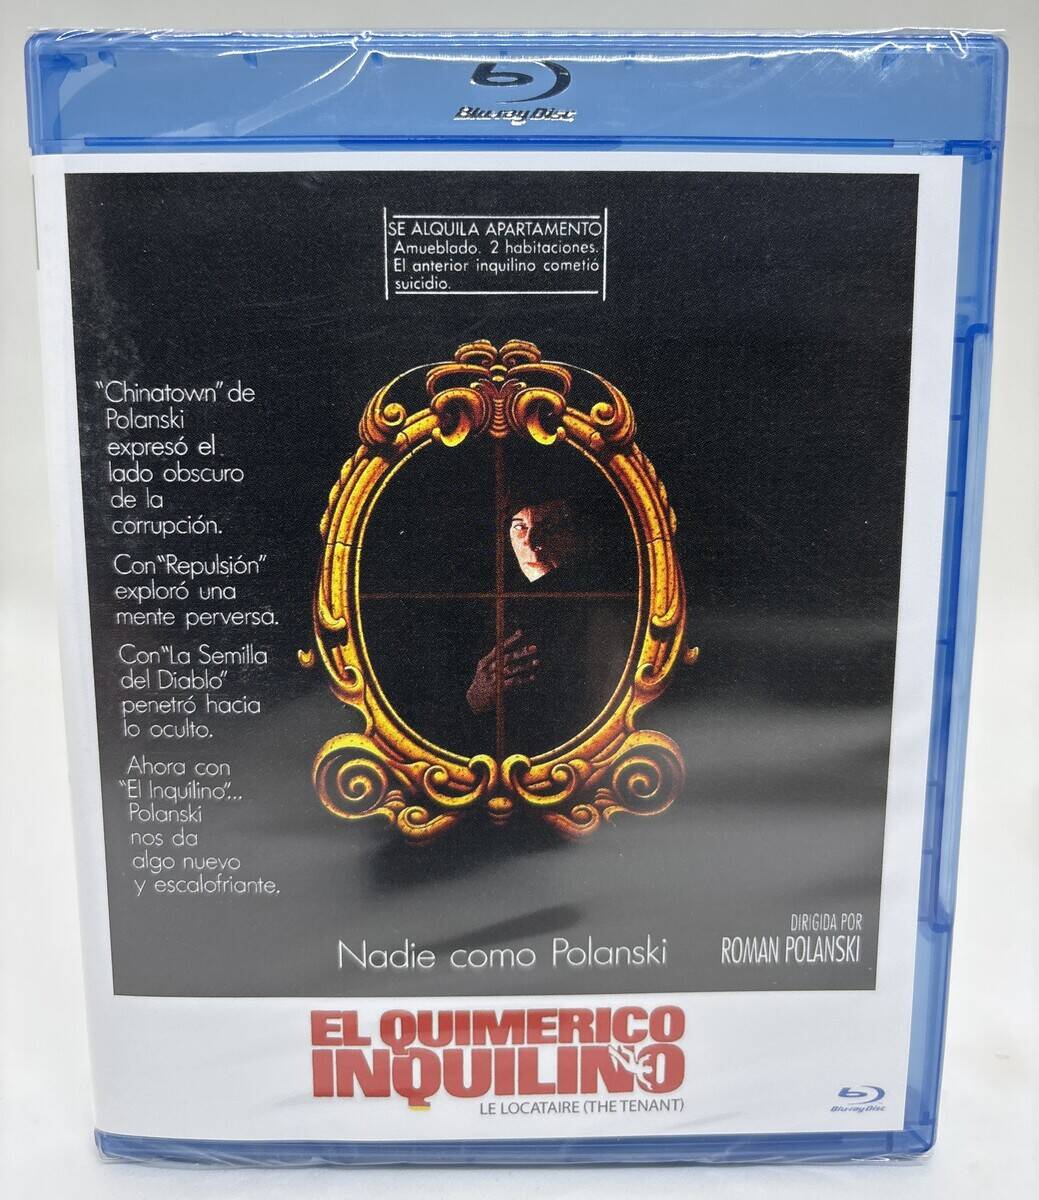 Blu-ray Disc
SE ALQUILA APARTAMENTO
Amueblado. 2 habitaciones.
El anterior inquilino cometió
suicidio.
"Chinatown" de
Polanski
expresó el
lado obscuro
de la
corrupción.
Con "Repulsión"
exploró una
mente perversa.
Con "La Semilla
del Diablo"
penetró hacia
lo oculto.
Ahora con
"El Inquilino"...
Polanski
nos da
algo nuevo
y escalofriante.
Nadie como Polanski
DIRIGIDA POR
ROMAN POLANSKI
EL QUIMERICO
INQUILINO
LE LOCATAIRE (THE TENANT)
Blu-ray Disc